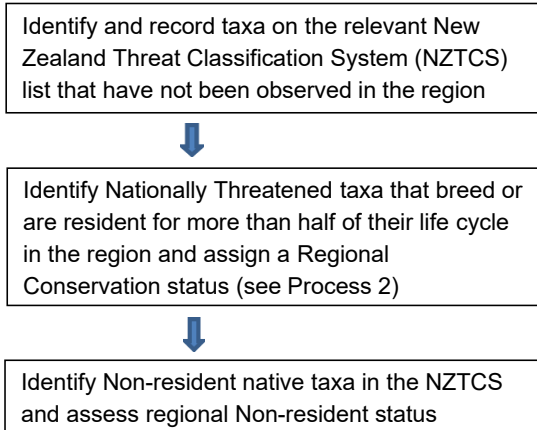 Identify and record taxa on the relevant New
Zealand Threat Classification System (NZTCS)
list that have not been observed in the region
Identify Nationally Threatened taxa that breed or
are resident for more than half of their life cycle
in the region and assign a Regional
Conservation status (see Process 2)
Identify Non-resident native taxa in the NZTCS
and assess regional Non-resident status